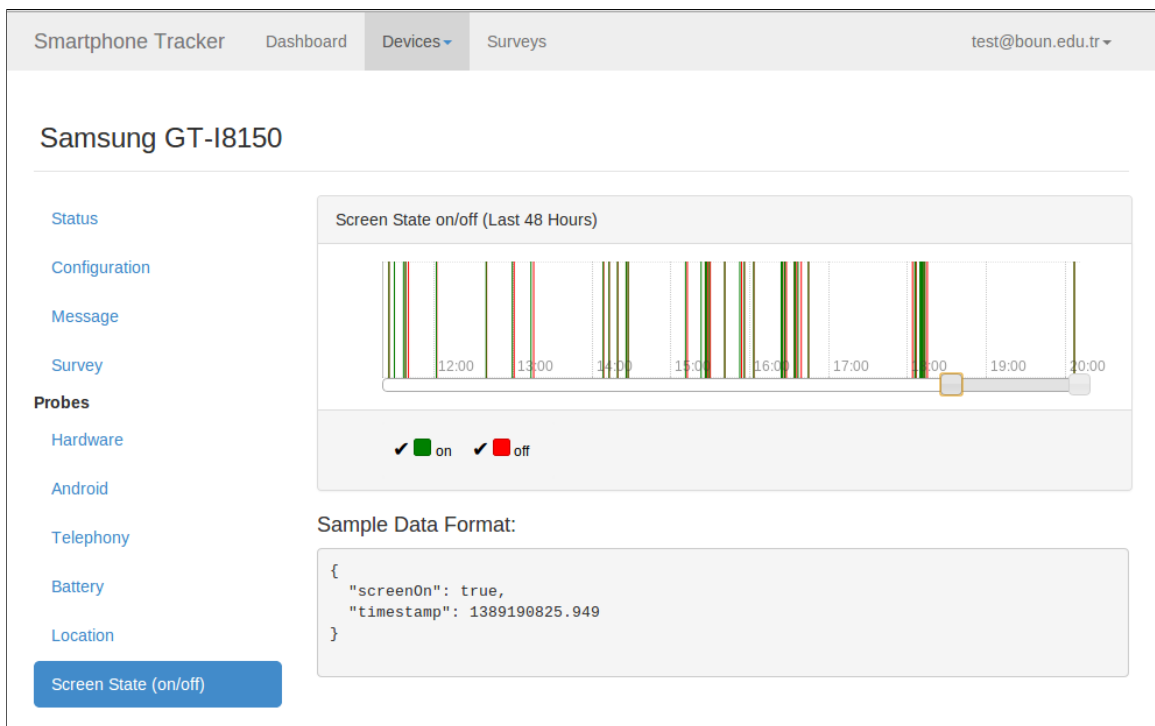 Smartphone Tracker Dashboard Devices Surveys test@boun.edu.tr
Samsung GT-I8150
Status
Configuration
Message
Survey
Probes
Hardware
Android
Telephony
Battery
Location
Screen State (on/off)
Screen State on/off (Last 48 Hours)
12:00 13:00 14:00 15:00 16:00 17:00 18:00 19:00 20:00
✔ on ✔ off
Sample Data Format:
{
"screenOn": true,
"timestamp": 1389190825.949
}